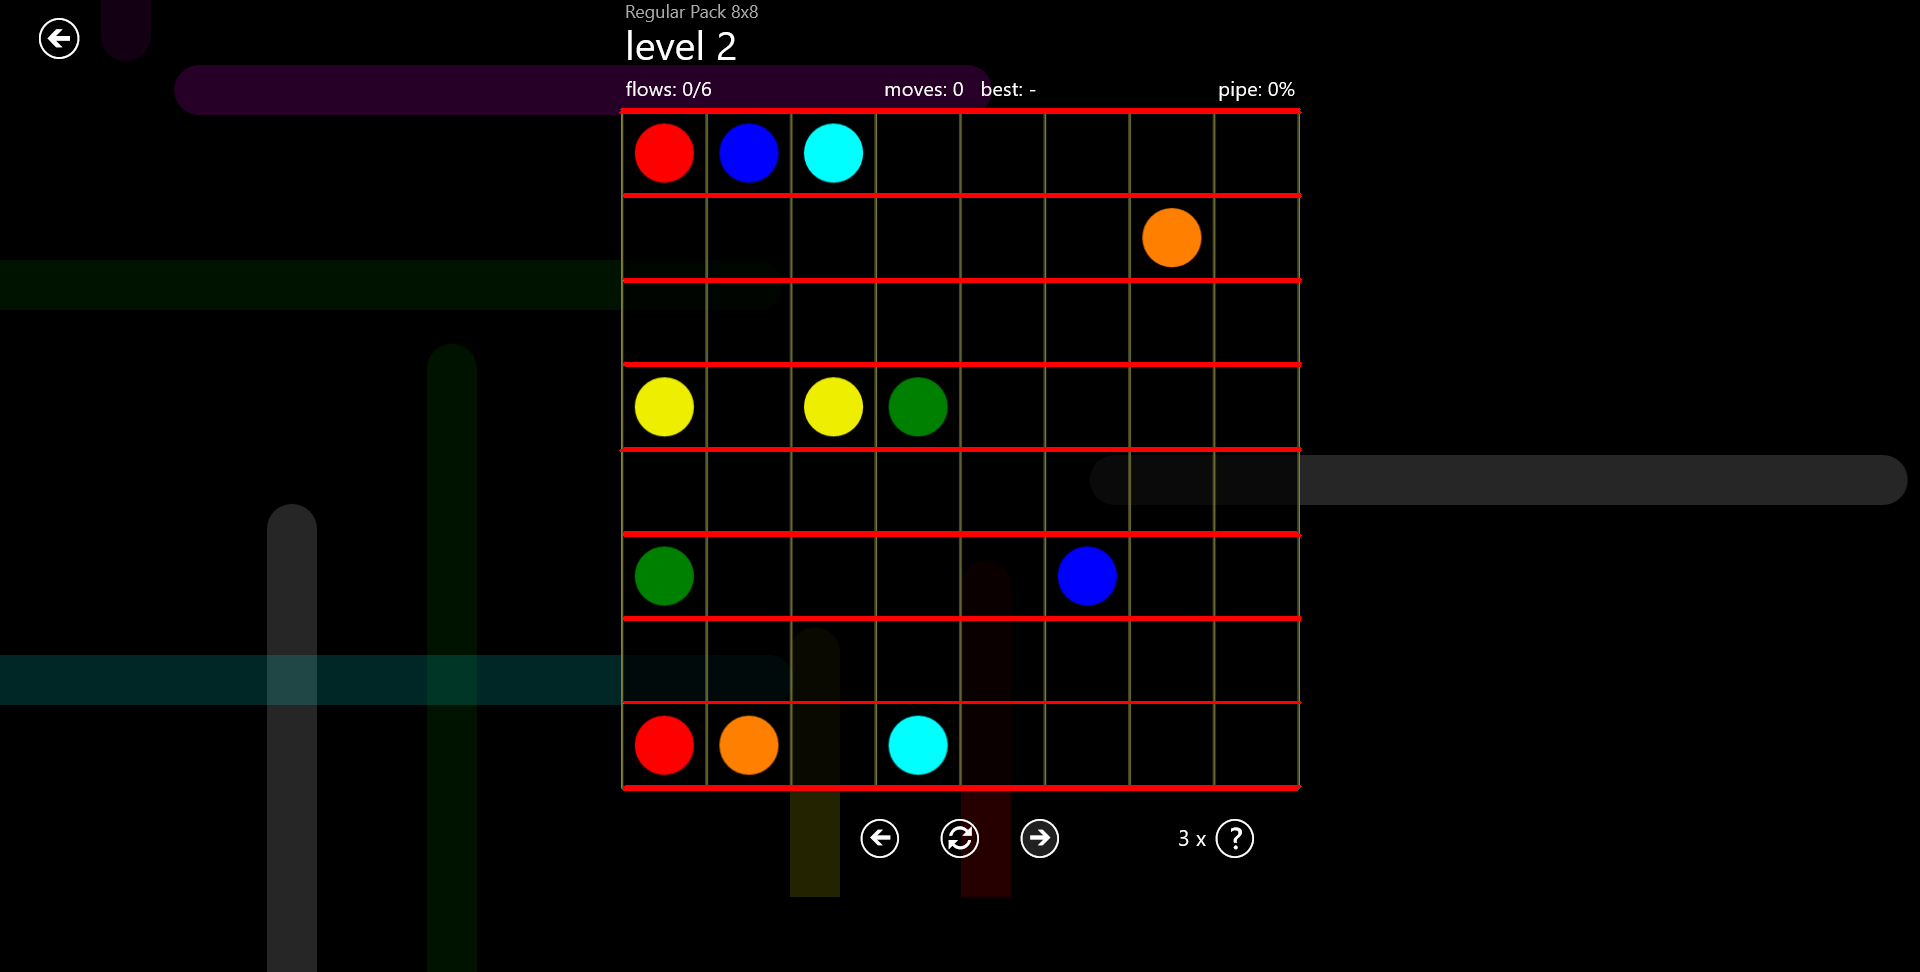 Regular Pack 8x8
level 2
flows: 0/6 moves: 0 best: - pipe: 0%
3 x ?